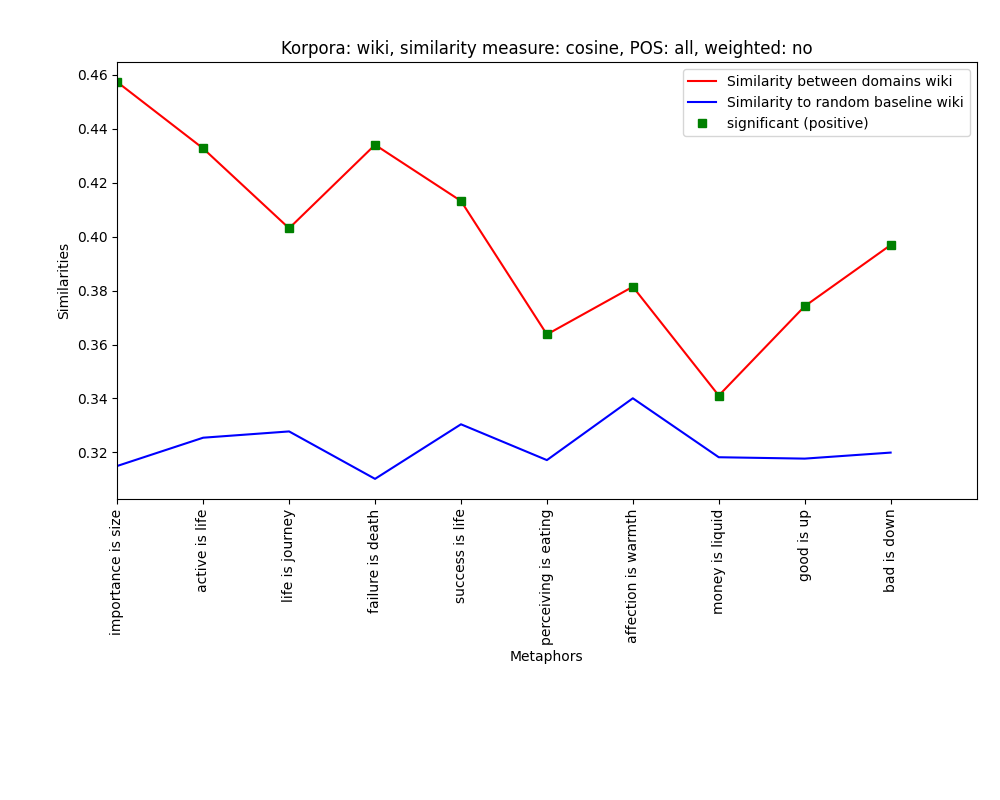 Korpora: wiki, similarity measure: cosine, POS: all, weighted: no
Similarity between domains wiki
Similarity to random baseline wiki
significant (positive)
Similarities
0.46
0.44
0.42
0.40
0.38
0.36
0.34
0.32
importance is size
active is life
life is journey
failure is death
success is life
perceiving is eating
affection is warmth
money is liquid
good is up
bad is down
Metaphors